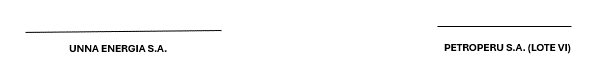 UNNA ENERGIA S.A.
PETROPERU S.A. (LOTE VI)